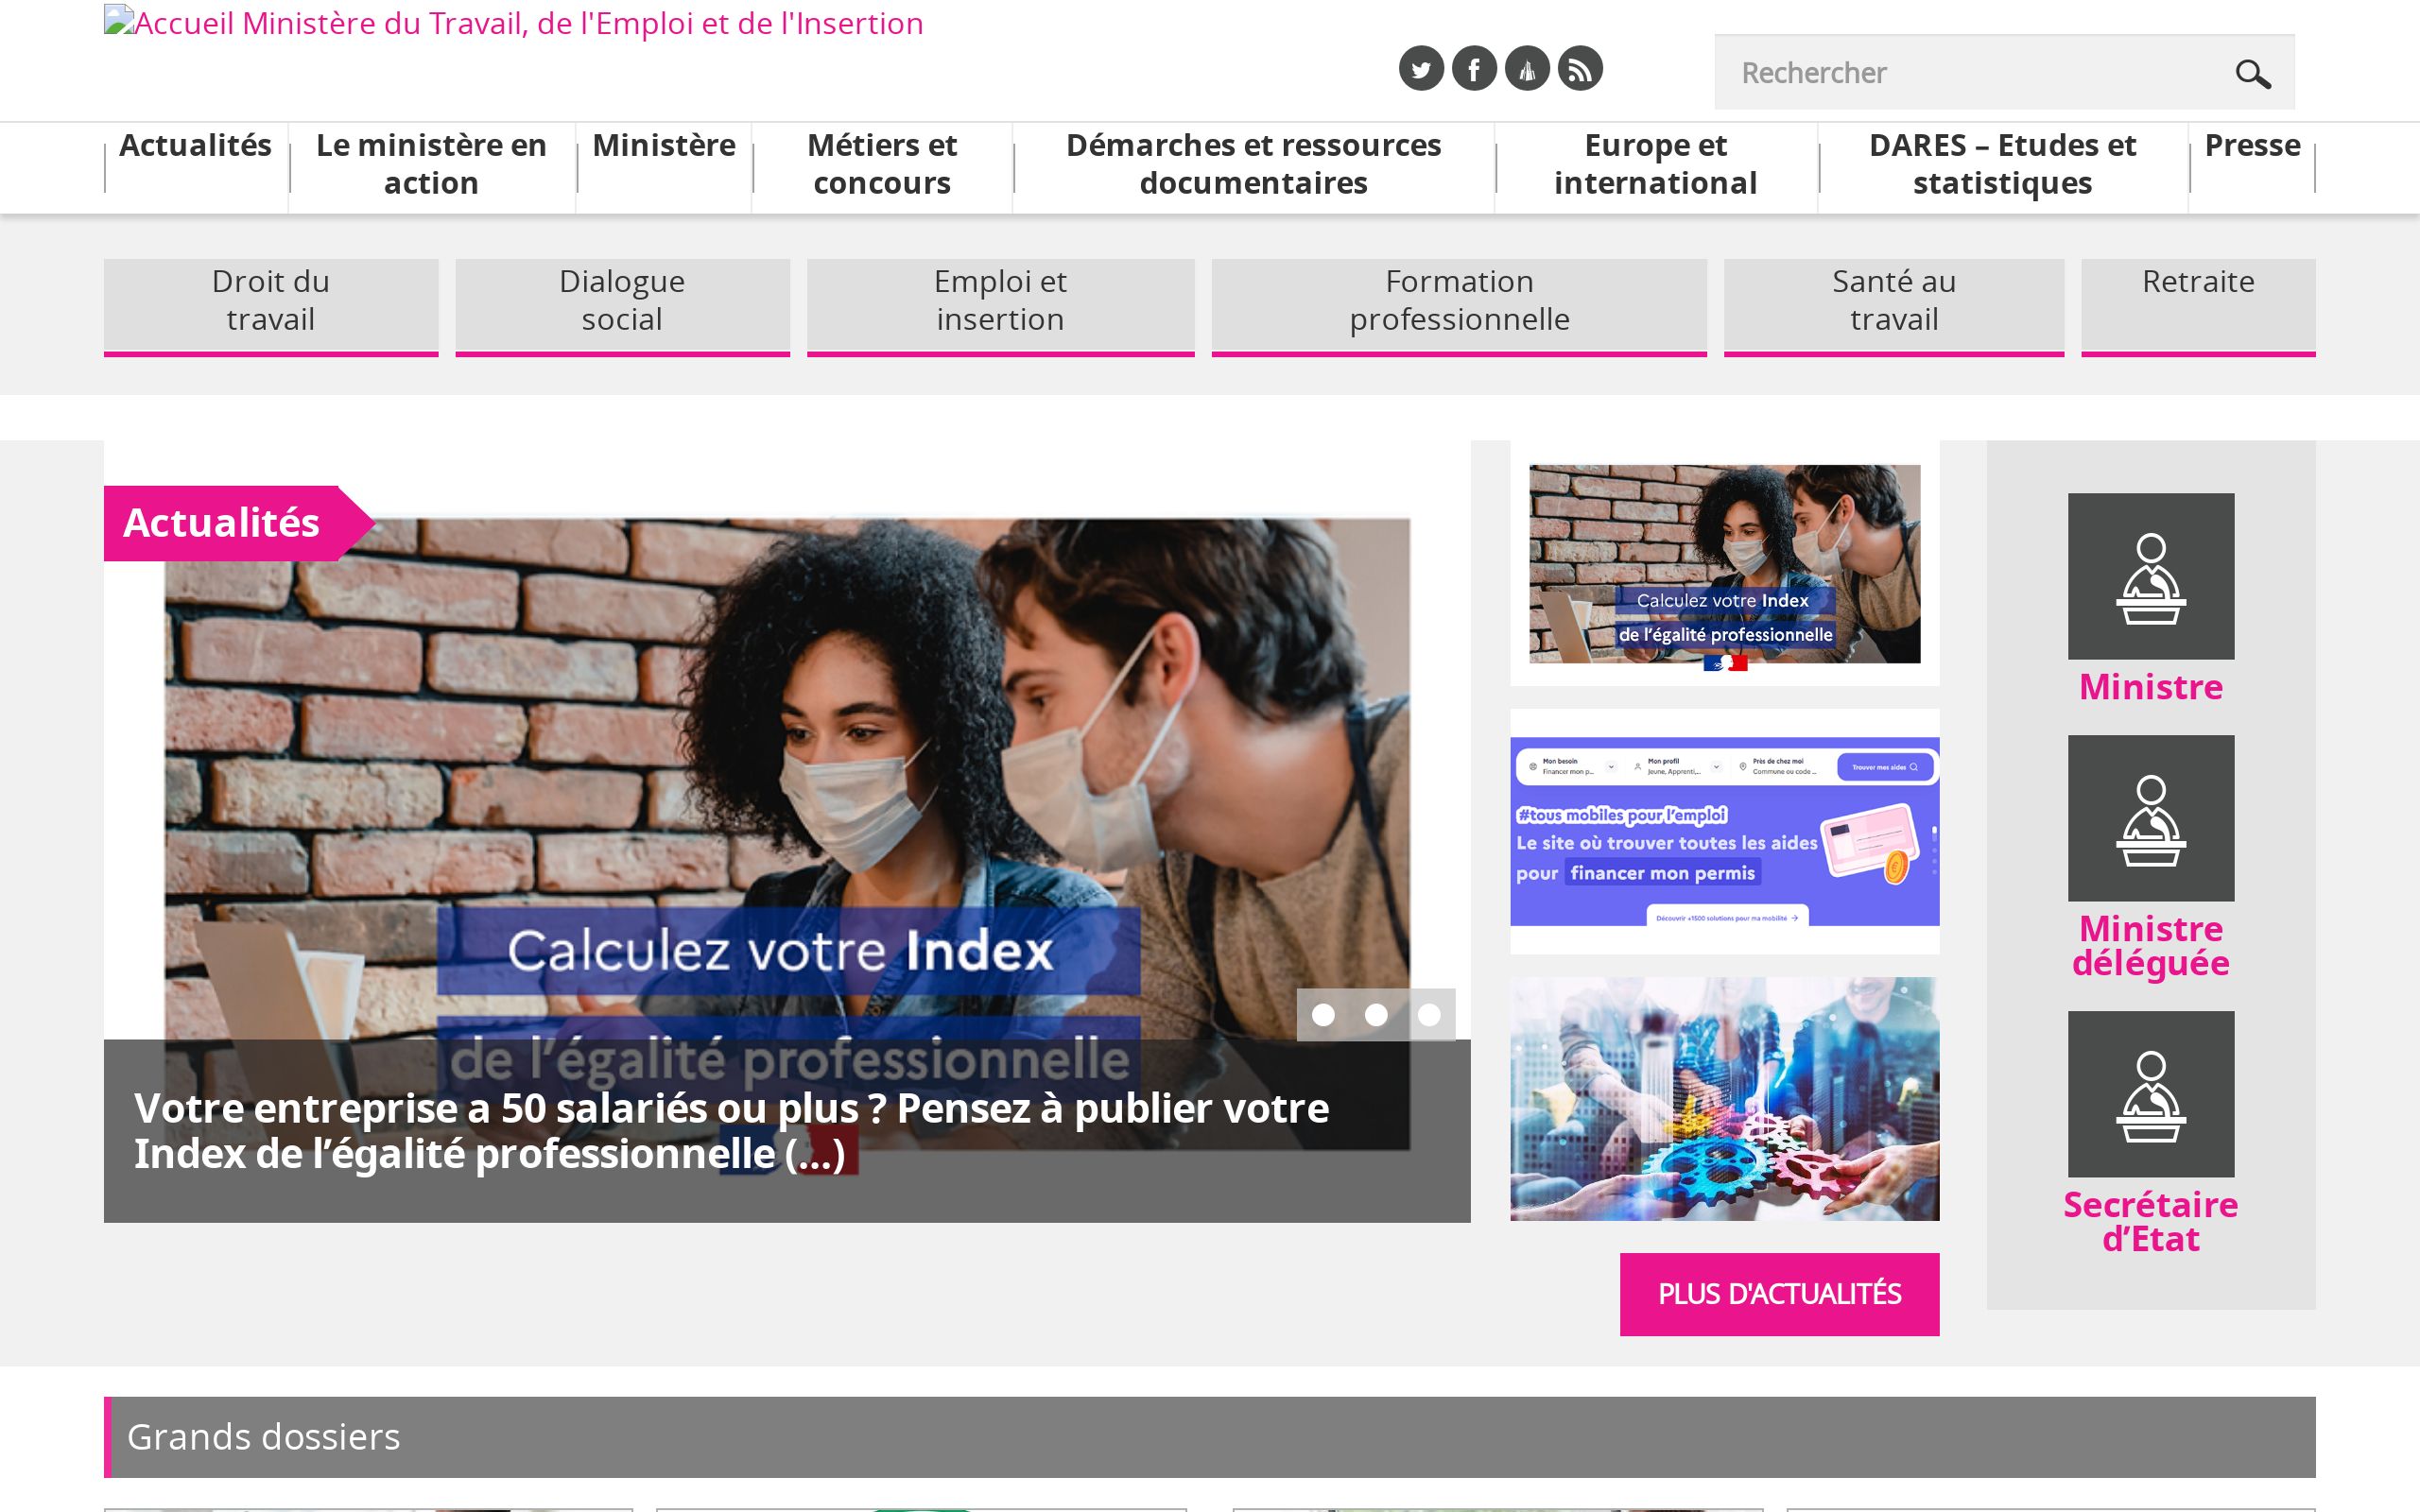 Accueil Ministère du Travail, de l'Emploi et de l'Insertion
Rechercher
Actualités
Le ministère en
action
Ministère
Métiers et
concours
Démarches et ressources
documentaires
Europe et
international
DARES – Etudes et
statistiques
Presse
Droit du
travail
Dialogue
social
Emploi et
insertion
Formation
professionnelle
Santé au
travail
Retraite
Actualités
Calculez votre Index
de l’égalité professionnelle
Votre entreprise a 50 salariés ou plus ? Pensez à publier votre
Index de l’égalité professionnelle (...)
Calculez votre Index
de l’égalité professionnelle
Mon besoin
Financer mon p...
Mon profil
Jeune, Apprenti,...
Près de chez moi
Commune ou code ...
Trouver mes aides
#tous mobiles pour l’emploi
Le site où trouver toutes les aides
pour financer mon permis
Découvrir +1500 solutions pour ma mobilité
PLUS D'ACTUALITÉS
Ministre
Ministre
déléguée
Secrétaire
d’Etat
Grands dossiers